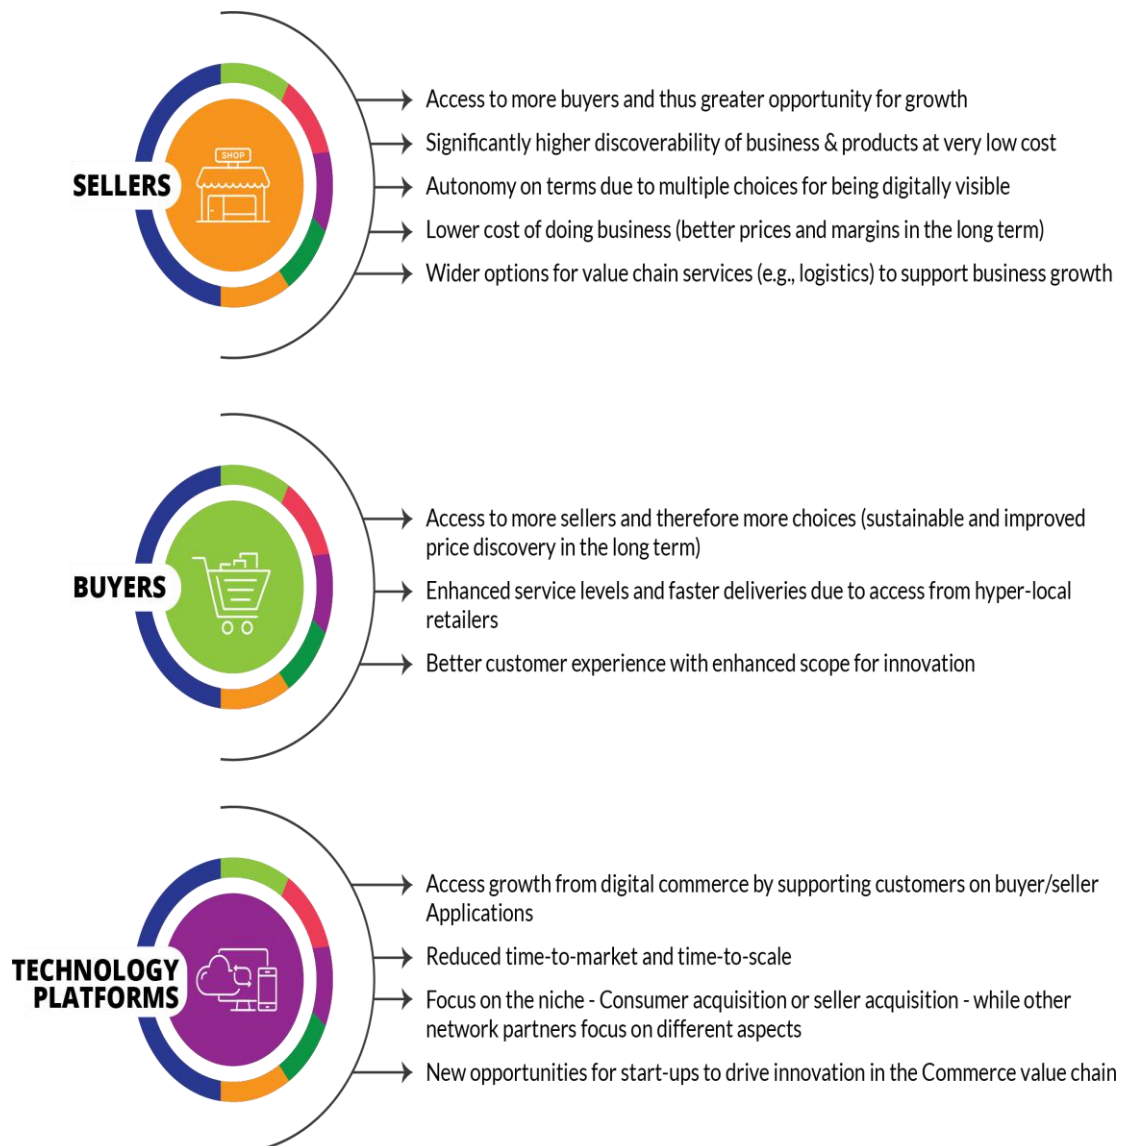 SHOP
SELLERS
Access to more buyers and thus greater opportunity for growth
Significantly higher discoverability of business & products at very low cost
Autonomy on terms due to multiple choices for being digitally visible
Lower cost of doing business (better prices and margins in the long term)
Wider options for value chain services (e.g., logistics) to support business growth
BUYERS
Access to more sellers and therefore more choices (sustainable and improved
price discovery in the long term)
Enhanced service levels and faster deliveries due to access from hyper-local
retailers
Better customer experience with enhanced scope for innovation
TECHNOLOGY
PLATFORMS
Access growth from digital commerce by supporting customers on buyer/seller
Applications
Reduced time-to-market and time-to-scale
Focus on the niche - Consumer acquisition or seller acquisition - while other
network partners focus on different aspects
New opportunities for start-ups to drive innovation in the Commerce value chain